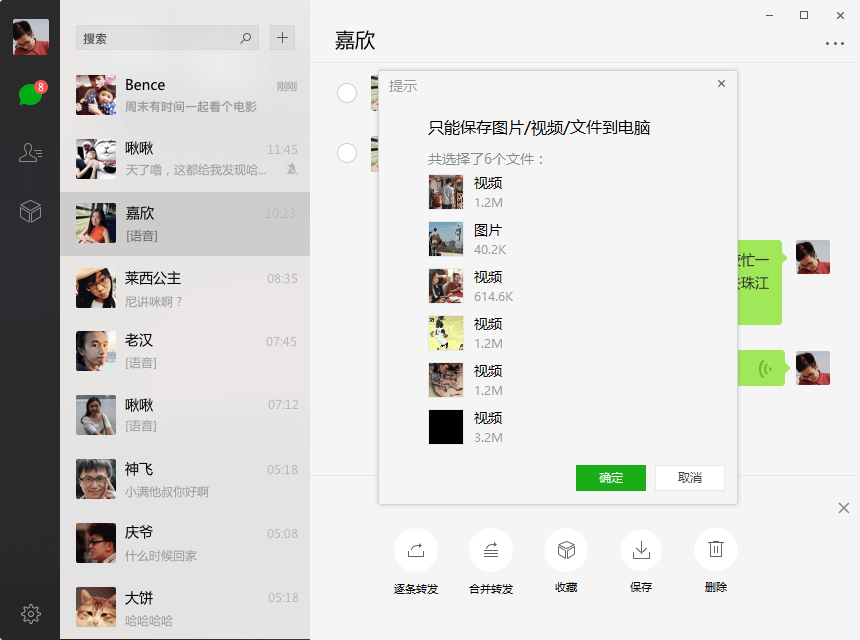 8
搜索
Bence
刚刚
周末有时间一起看个电影
啾啾
11:45
天了噜，这都给我发现哈...
嘉欣
10:23
[语音]
莱西公主
08:35
尼讲咪啊？
老汉
07:45
[语音]
啾啾
07:12
[语音]
神飞
05:18
小满他叔你好啊
庆爷
05:08
什么时候回家
大饼
05:18
哈哈哈哈
嘉欣
提示
只能保存图片/视频/文件到电脑
共选择了6个文件：
视频
1.2M
图片
40.2K
视频
614.6K
视频
1.2M
视频
1.2M
视频
3.2M
确定
取消
忙一
珠江
逐条转发
合并转发
收藏
保存
删除